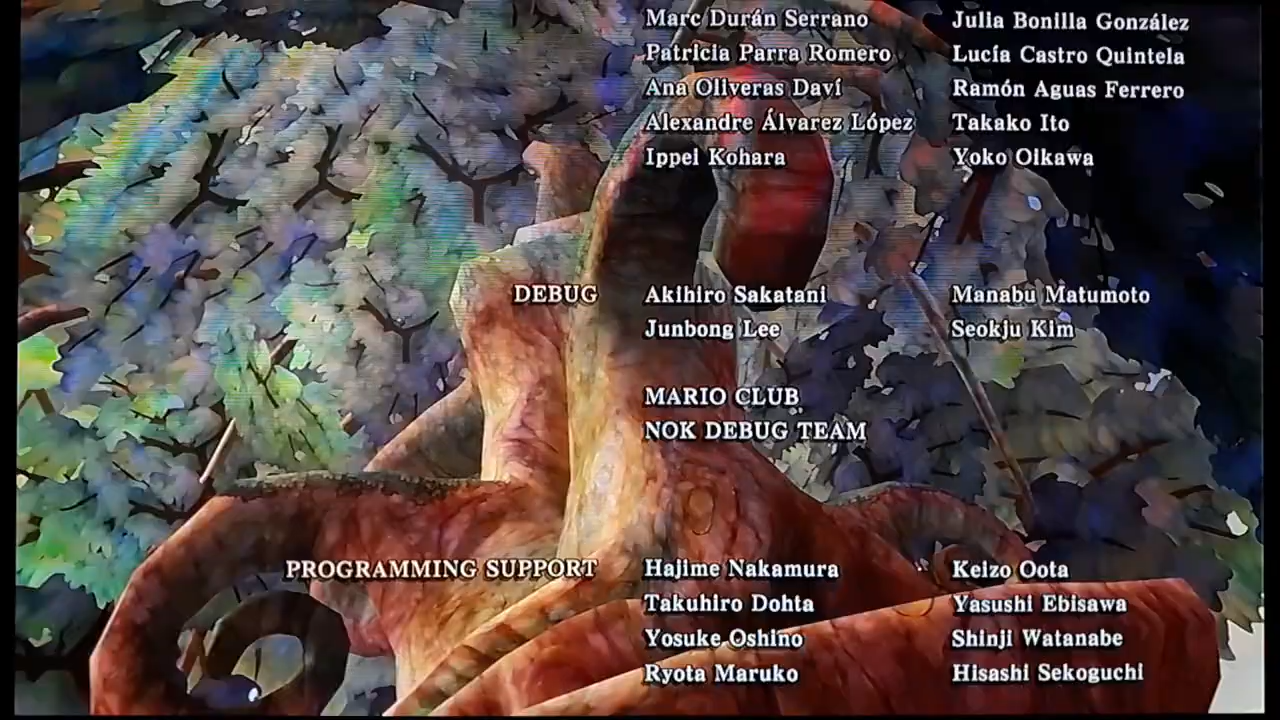 Marc Durán Serrano Julia Bonilla González
Patricia Parra Romero Lucía Castro Quintela
Ana Oliveras Daví Ramón Aguas Ferrero
Alexandre Álvarez López Takako Ito
Ippei Kohara Yoko Oikawa
DEBUG Akihiro Sakatani Manabu Matumoto
Junbong Lee Seokju Kim
MARIO CLUB
NOK DEBUG TEAM
PROGRAMMING SUPPORT Hajime Nakamura Keizo Oota
Takuhiro Dohta Yasushi Ebisawa
Yosuke Oshino Shinji Watanabe
Ryota Maruko Hisashi Sekoguchi